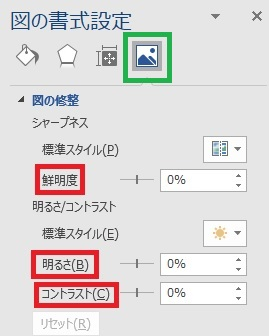 図の書式設定
図の修整
シャープネス
標準スタイル(P)
鮮明度 0%
明るさ/コントラスト
標準スタイル(E)
明るさ(B) 0%
コントラスト(C) 0%
リセット(R)